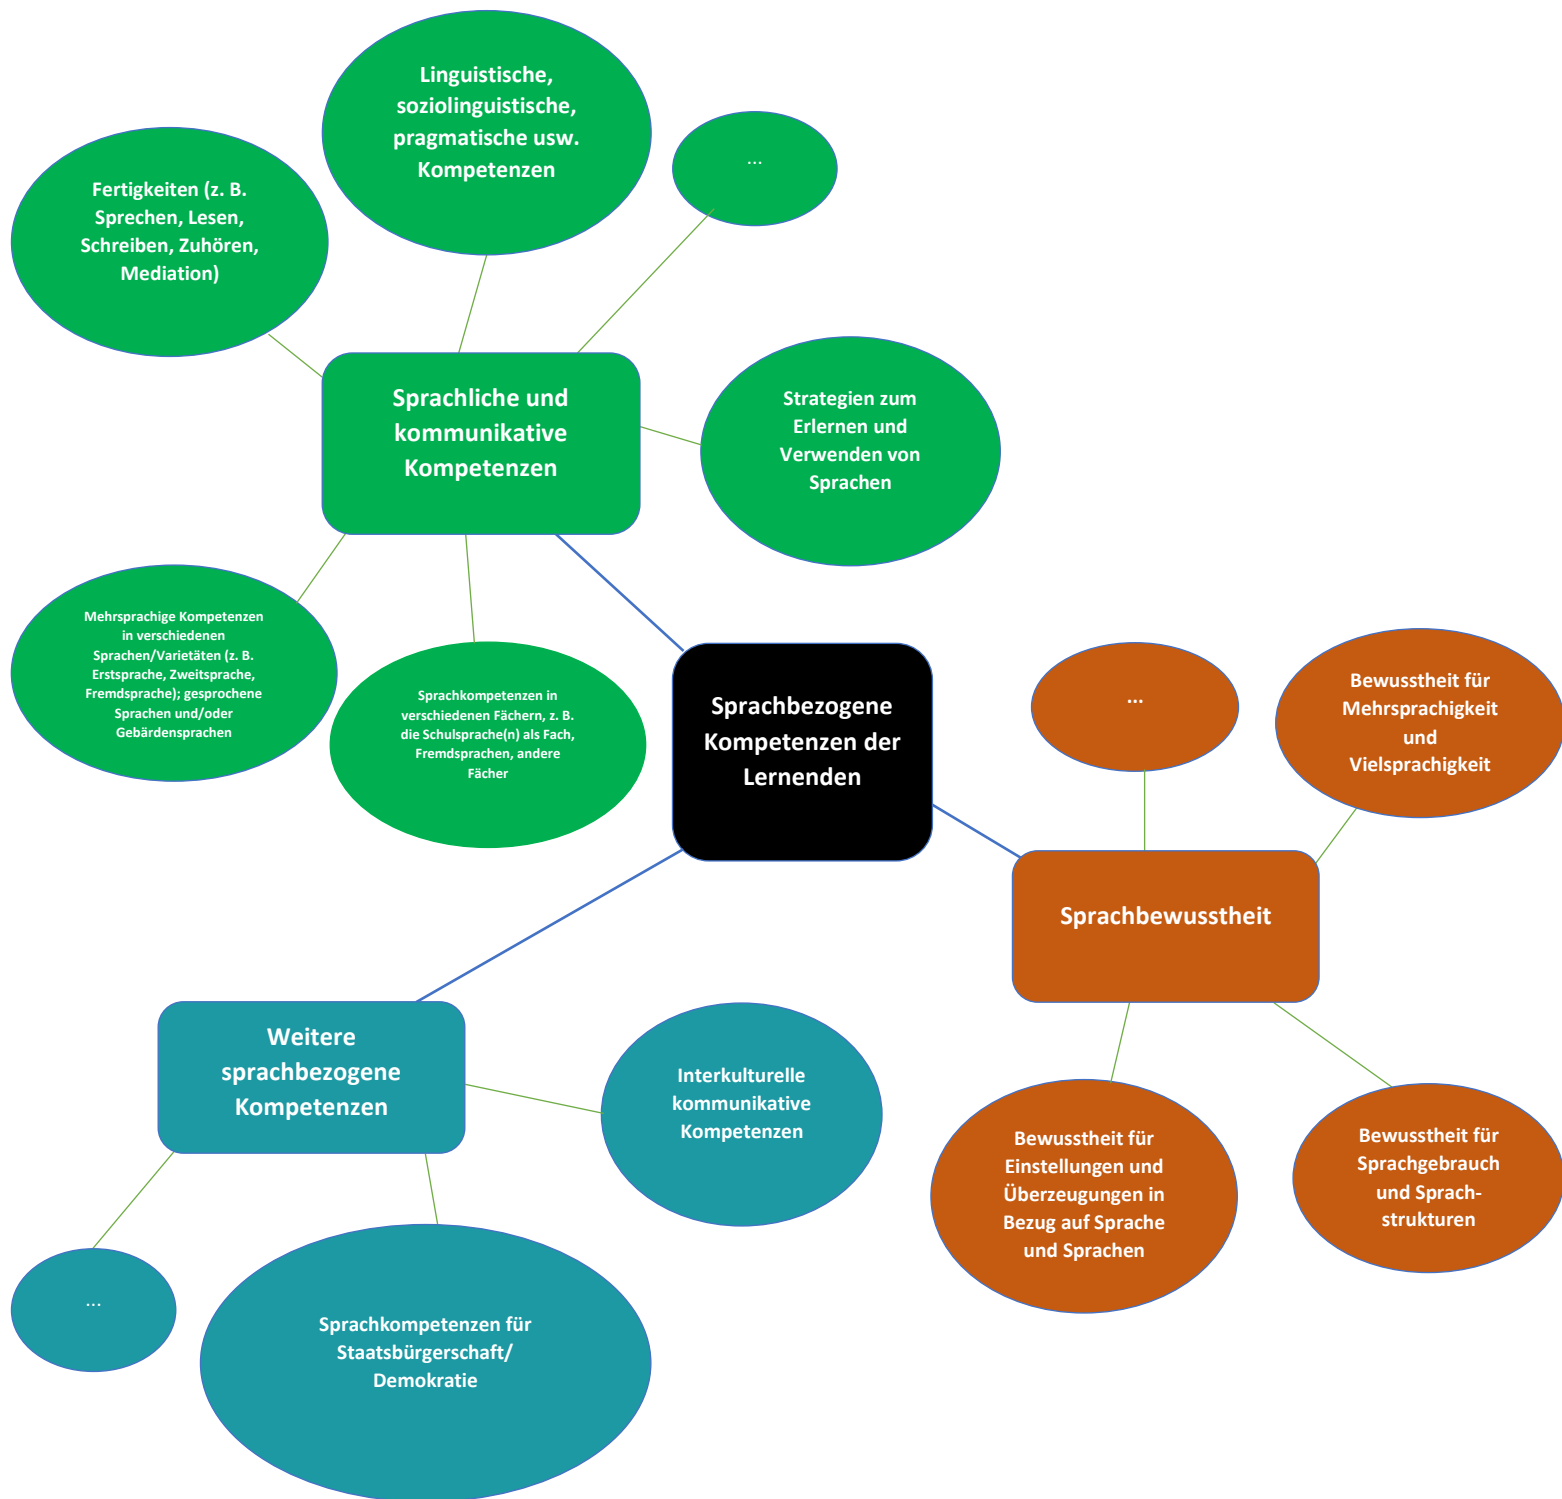 Linguistische,
soziolinguistische,
pragmatische usw.
Kompetenzen
...
Fertigkeiten (z. B.
Sprechen, Lesen,
Schreiben, Zuhören,
Mediation)
Sprachliche und
kommunikative
Kompetenzen
Strategien zum
Erlernen und
Verwenden von
Sprachen
Mehrsprachige Kompetenzen
in verschiedenen
Sprachen/Varietäten (z. B.
Erstsprache, Zweitsprache,
Fremdsprache); gesprochene
Sprachen und/oder
Gebärdensprachen
Sprachkompetenzen in
verschiedenen Fächern, z. B.
die Schulsprache(n) als Fach,
Fremdsprachen, andere
Fächer
Sprachbezogene
Kompetenzen der
Lernenden
...
Bewusstheit für
Mehrsprachigkeit
und
Vielsprachigkeit
Sprachbewusstheit
Weitere
sprachbezogene
Kompetenzen
Interkulturelle
kommunikative
Kompetenzen
Bewusstheit für
Einstellungen und
Überzeugungen in
Bezug auf Sprache
und Sprachen
Bewusstheit für
Sprachgebrauch
und Sprach-
strukturen
...
Sprachkompetenzen für
Staatsbürgerschaft/
Demokratie